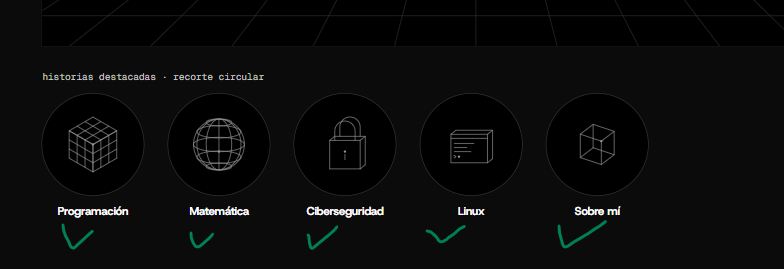 historias destacadas · recorte circular
Programación Matemática Ciberseguridad Linux Sobre mí